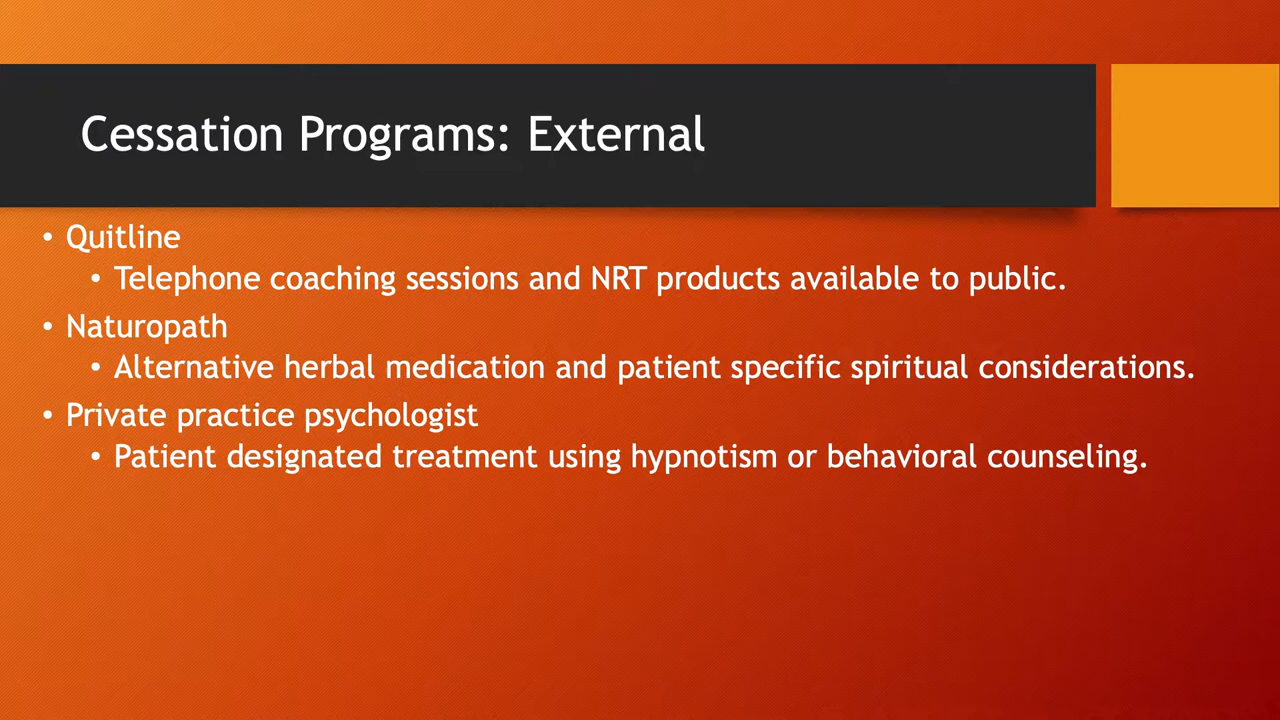 Cessation Programs: External
• Quitline
• Telephone coaching sessions and NRT products available to public.
• Naturopath
• Alternative herbal medication and patient specific spiritual considerations.
• Private practice psychologist
• Patient designated treatment using hypnotism or behavioral counseling.